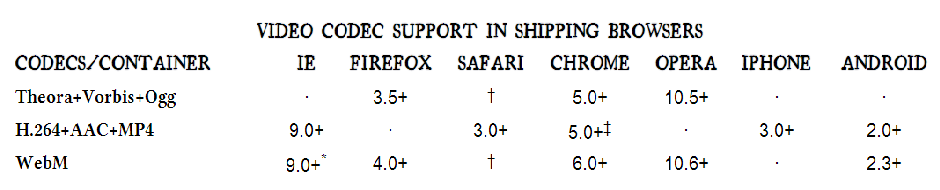 VIDEO CODEC SUPPORT IN SHIPPING BROWSERS
CODECS/CONTAINER IE FIREFOX SAFARI CHROME OPERA IPHONE ANDROID
Theora+Vorbis+Ogg · 3.5+ † 5.0+ 10.5+ · ·
H.264+AAC+MP4 9.0+ · 3.0+ 5.0+‡ · 3.0+ 2.0+
WebM 9.0+* 4.0+ † 6.0+ 10.6+ · 2.3+